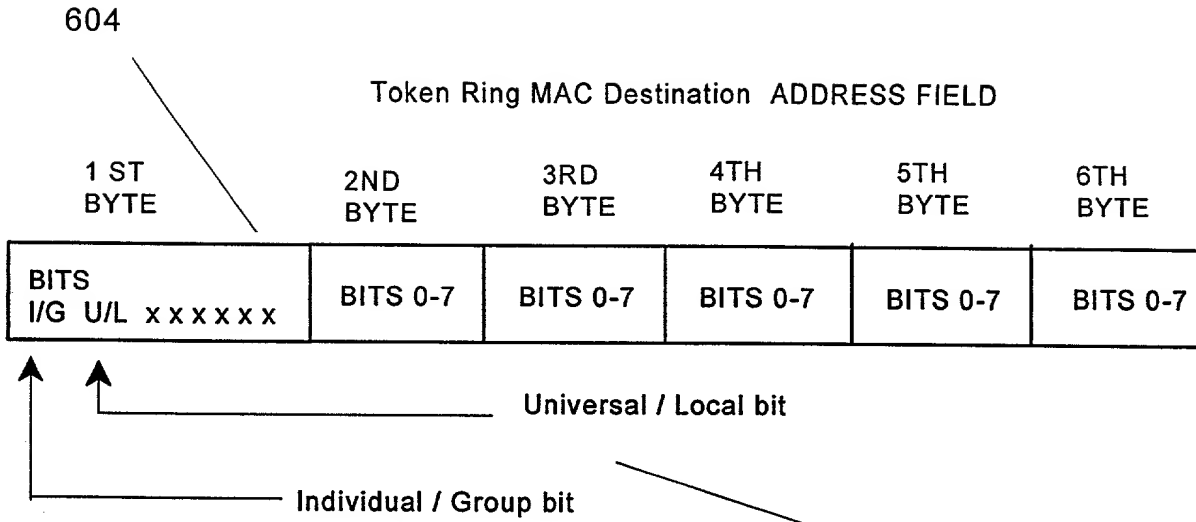 604
Token Ring MAC Destination ADDRESS FIELD
1 ST BYTE
2ND BYTE
3RD BYTE
4TH BYTE
5TH BYTE
6TH BYTE
BITS
I/G U/L x x x x x x
BITS 0-7
BITS 0-7
BITS 0-7
BITS 0-7
BITS 0-7
Universal / Local bit
Individual / Group bit